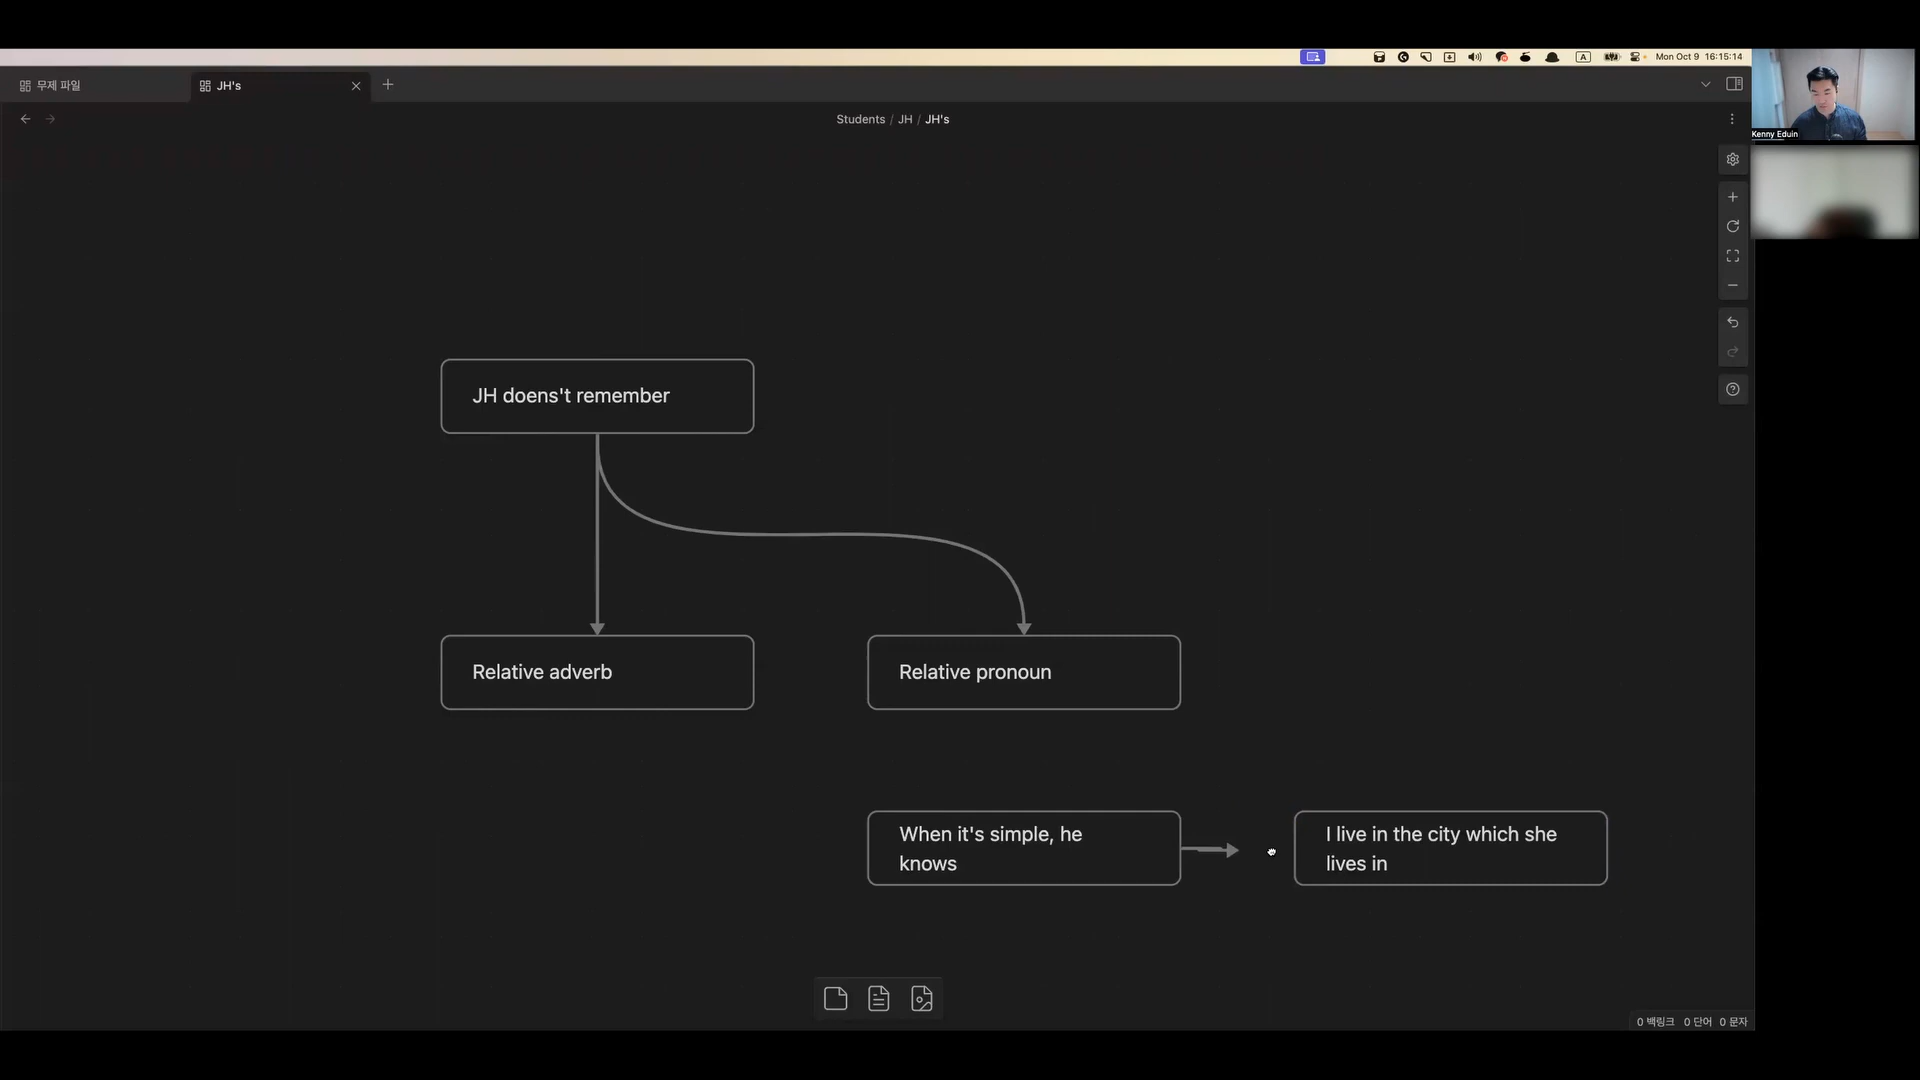 Mon Oct 9 16:15:14
무제 파일
JH's
Students / JH / JH's
Kenny Eduin
JH doens't remember
Relative adverb
Relative pronoun
When it's simple, he
knows
I live in the city which she
lives in
0 백링크 0 단어 0 문자